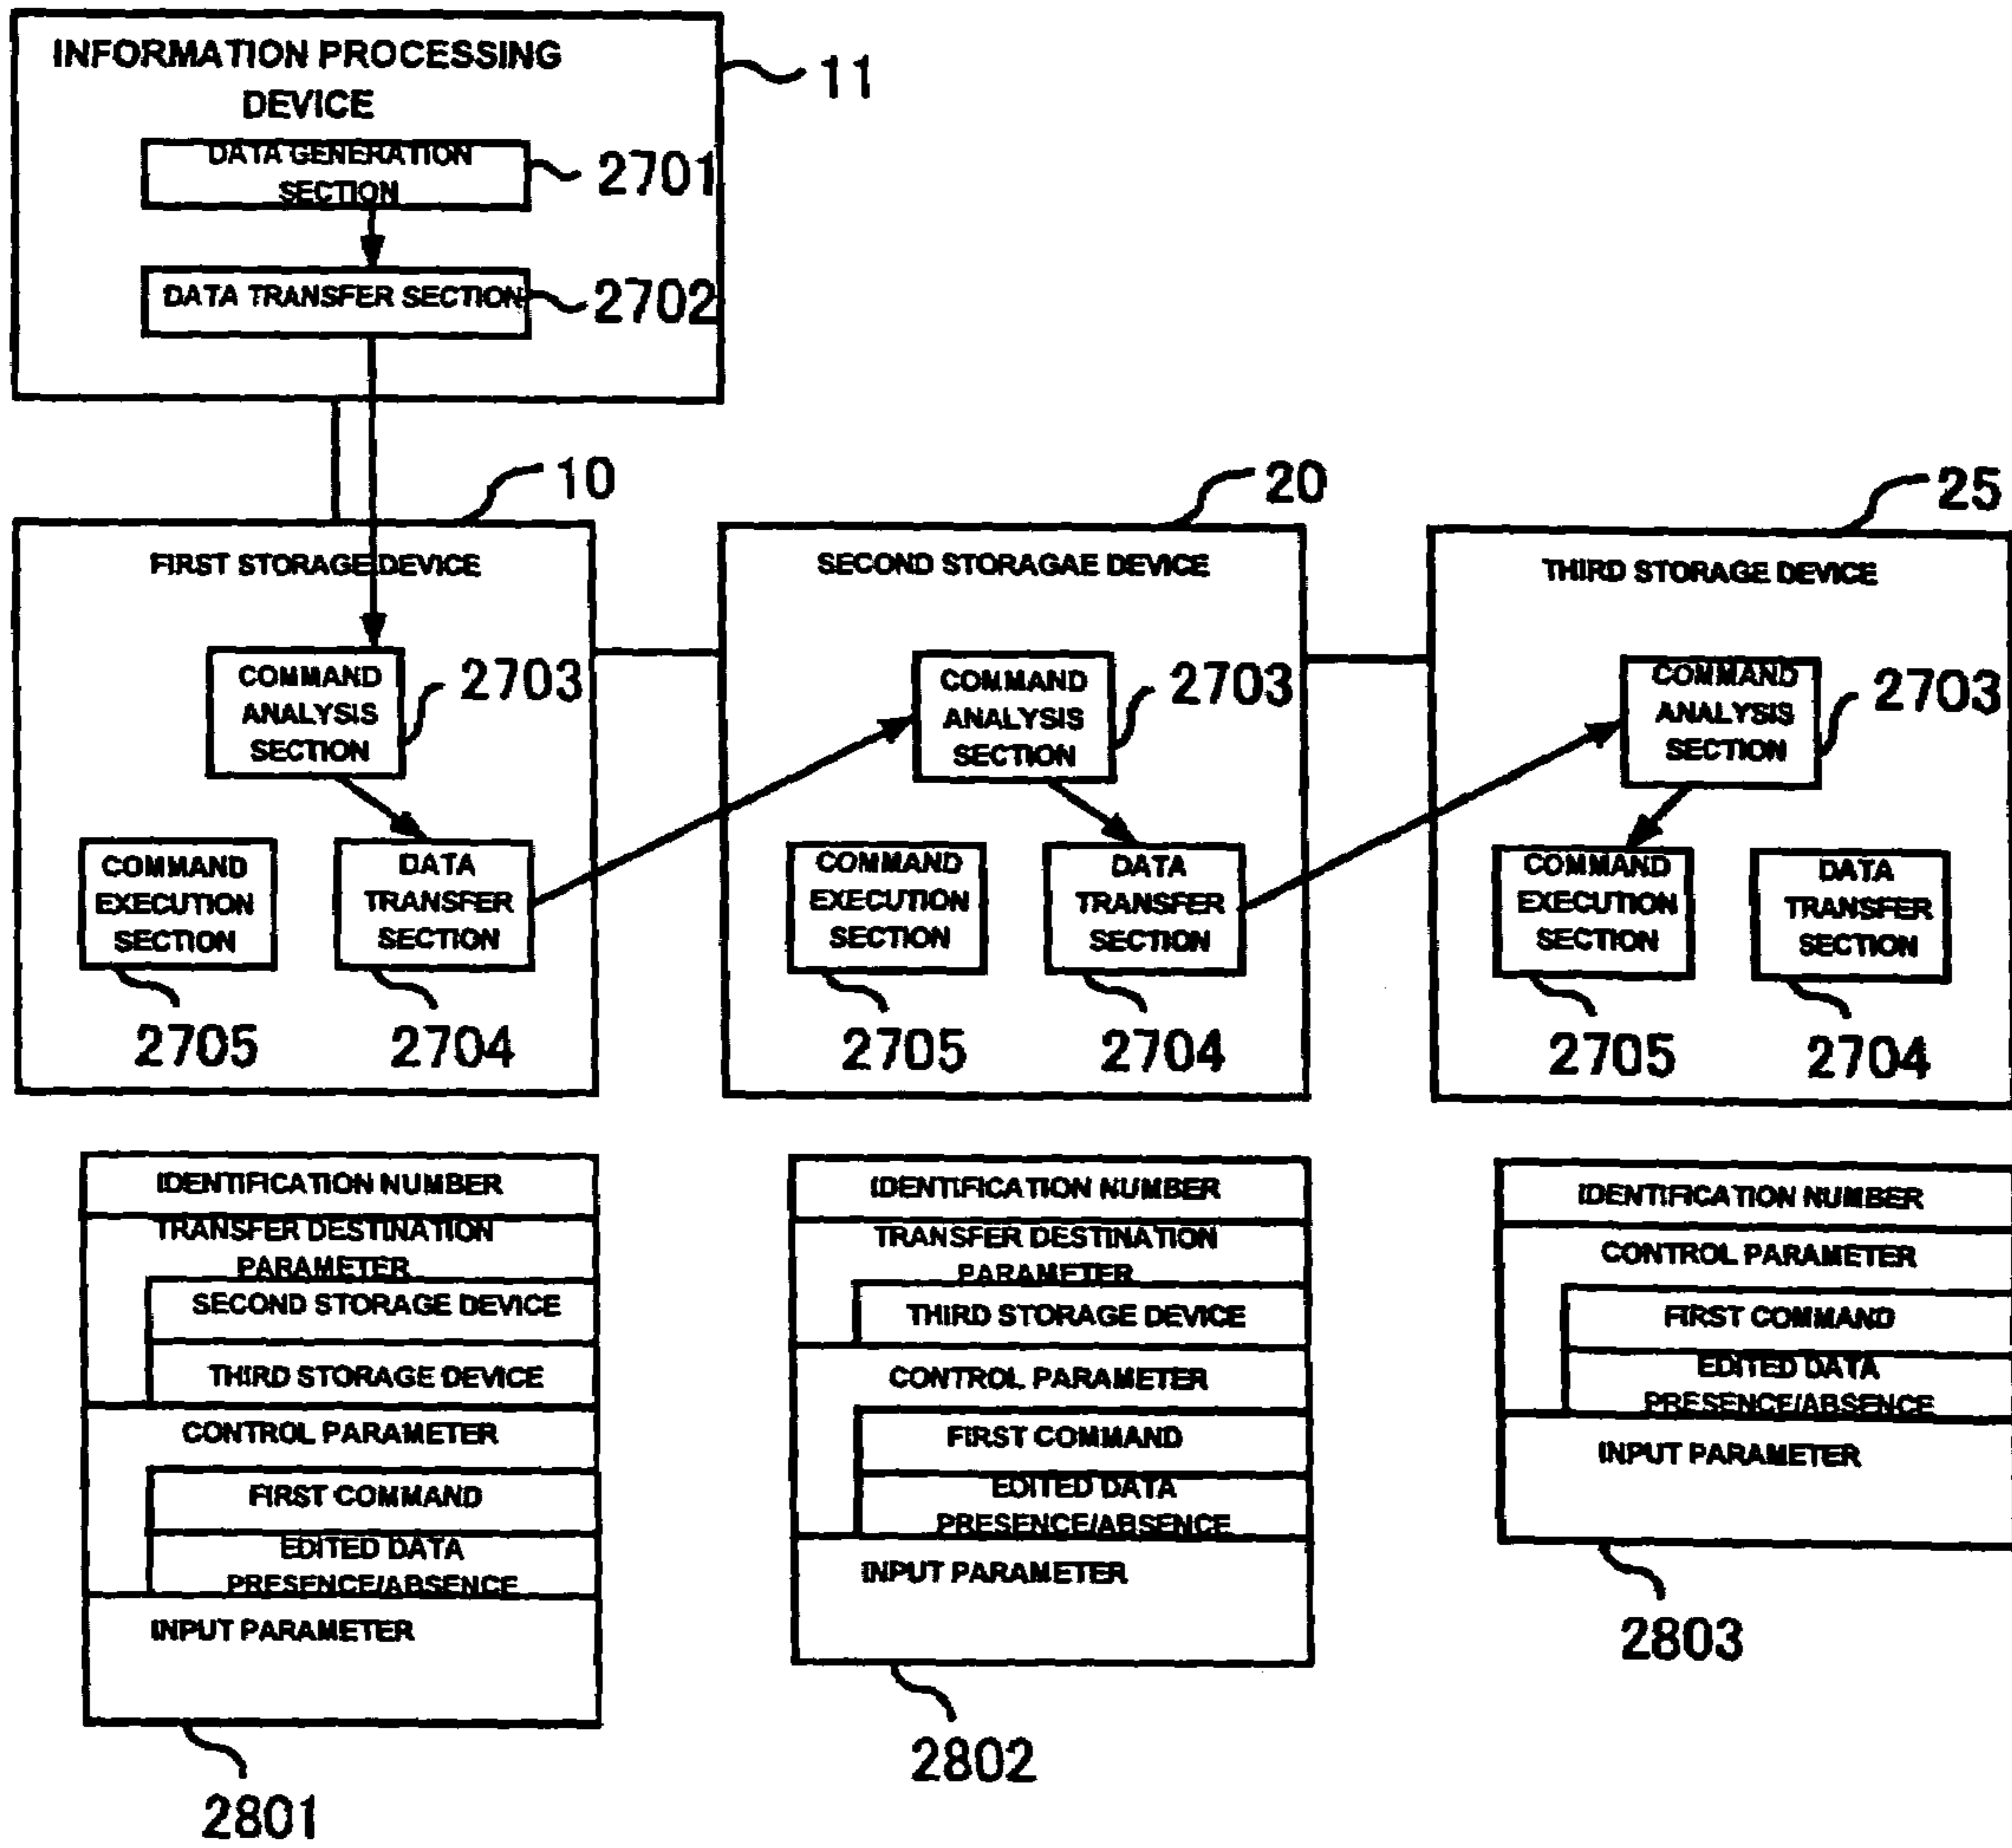 INFORMATION PROCESSING
DEVICE
11
DATA GENERATION
SECTION
2701
DATA TRANSFER SECTION
2702
10
FIRST STORAGE DEVICE
COMMAND
ANALYSIS
SECTION
2703
COMMAND
EXECUTION
SECTION
DATA
TRANSFER
SECTION
2705
2704
20
SECOND STORAGAE DEVICE
COMMAND
ANALYSIS
SECTION
2703
COMMAND
EXECUTION
SECTION
DATA
TRANSFER
SECTION
2705
2704
25
THIRD STORAGE DEVICE
COMMAND
ANALYSIS
SECTION
2703
COMMAND
EXECUTION
SECTION
DATA
TRANSFER
SECTION
2705
2704
IDENTIFICATION NUMBER
TRANSFER DESTINATION
PARAMETER
SECOND STORAGE DEVICE
THIRD STORAGE DEVICE
CONTROL PARAMETER
FIRST COMMAND
EDITED DATA
PRESENCE/ABSENCE
INPUT PARAMETER
2801
IDENTIFICATION NUMBER
TRANSFER DESTINATION
PARAMETER
THIRD STORAGE DEVICE
CONTROL PARAMETER
FIRST COMMAND
EDITED DATA
PRESENCE/ABSENCE
INPUT PARAMETER
2802
IDENTIFICATION NUMBER
CONTROL PARAMETER
FIRST COMMAND
EDITED DATA
PRESENCE/ABSENCE
INPUT PARAMETER
2803